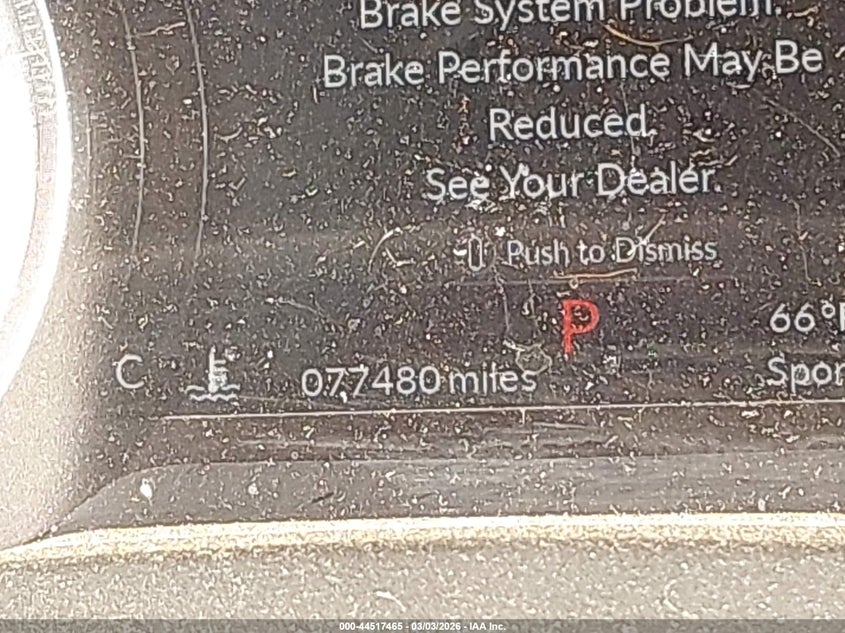 Brake System Problem.
Brake Performance May Be
Reduced.
See Your Dealer.
Push to Dismiss
P
66°F
C
077480 miles
Spor
000-44517465 - 03/03/2026 - IAA Inc.